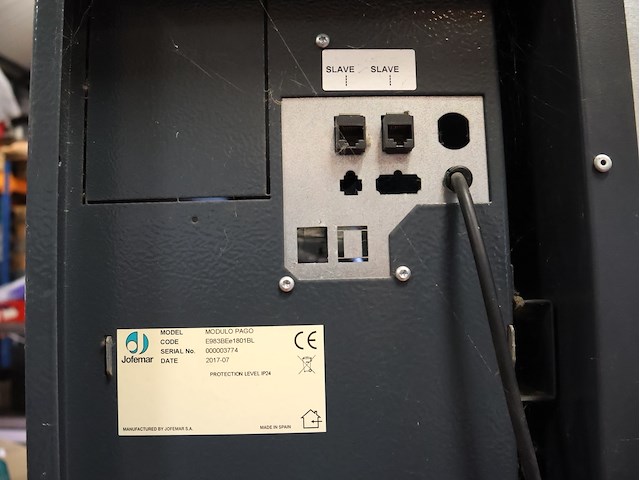 SLAVE SLAVE
Jofemar
MODEL MODULO PAGO
CODE E983BEe1801BL
SERIAL No. 000003774
DATE 2017-07
PROTECTION LEVEL IP24
CE
MANUFACTURED BY JOFEMAR S.A. MADE IN SPAIN